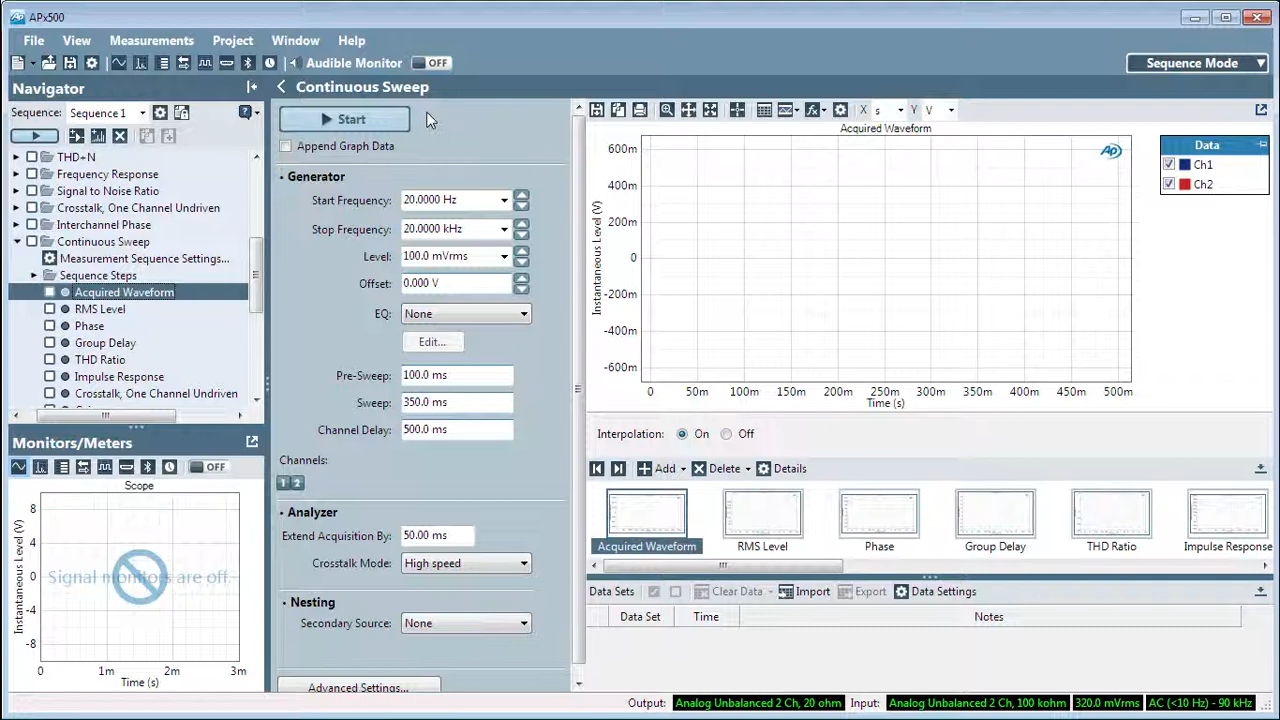 APx500
File View Measurements Project Window Help
Audible Monitor OFF
Sequence Mode
Navigator
Continuous Sweep
Sequence: Sequence 1
Start
Append Graph Data
THD+N
Frequency Response
Signal to Noise Ratio
Crosstalk, One Channel Undriven
Interchannel Phase
Continuous Sweep
Measurement Sequence Settings...
Sequence Steps
Acquired Waveform
RMS Level
Phase
Group Delay
THD Ratio
Impulse Response
Crosstalk, One Channel Undriven
Generator
Start Frequency: 20.0000 Hz
Stop Frequency: 20.0000 kHz
Level: 100.0 mVrms
Offset: 0.000 V
EQ: None
Edit...
Pre-Sweep: 100.0 ms
Sweep: 350.0 ms
Channel Delay: 500.0 ms
Channels:
1 2
Analyzer
Extend Acquisition By: 50.00 ms
Crosstalk Mode: High speed
Nesting
Secondary Source: None
Advanced Settings...
Monitors/Meters
OFF
Scope
Instantaneous Level (V)
8
4
0
-4
-8
Signal monitors are off.
0 1m 2m 3m
Time (s)
X s Y V
Acquired Waveform
AP
Instantaneous Level (V)
600m
400m
200m
0
-200m
-400m
-600m
0 50m 100m 150m 200m 250m 300m 350m 400m 450m 500m
Time (s)
Data
Ch1
Ch2
Interpolation: On Off
Add Delete Details
Acquired Waveform RMS Level Phase Group Delay THD Ratio Impulse Response
Data Sets Clear Data Import Export Data Settings
Data Set Time Notes
Output: Analog Unbalanced 2 Ch, 20 ohm Input: Analog Unbalanced 2 Ch, 100 kohm 320.0 mVrms AC (<10 Hz) - 90 kHz